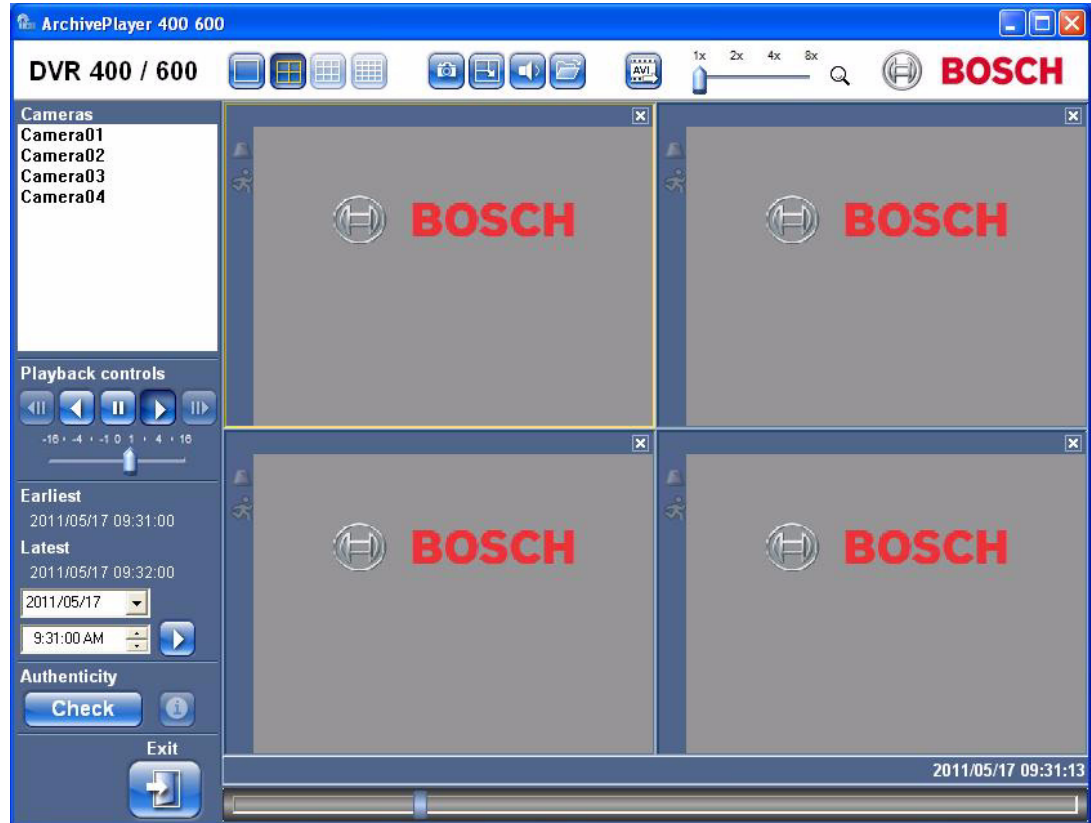 ArchivePlayer 400 600
DVR 400 / 600
AVI
1x 2x 4x 8x
BOSCH
Cameras
Camera01
Camera02
Camera03
Camera04
BOSCH
BOSCH
Playback controls
-16 -4 -1 0 1 4 16
BOSCH
BOSCH
Earliest
2011/05/17 09:31:00
Latest
2011/05/17 09:32:00
2011/05/17
9:31:00 AM
Authenticity
Check
Exit
2011/05/17 09:31:13